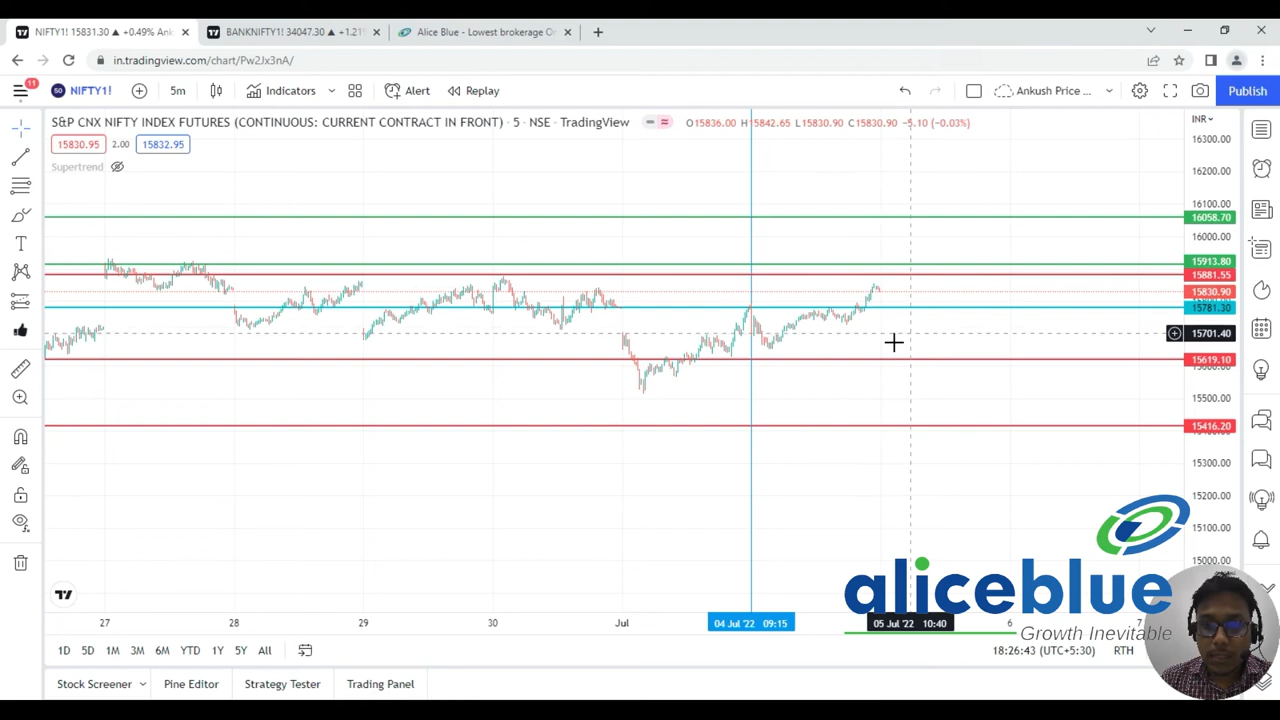 NIFTY1! 15831.30 ▲ +0.49% Ank
BANKNIFTY1! 34047.30 ▲ +1.21%
Alice Blue - Lowest brokerage O
in.tradingview.com/chart/Pw2Jx3nA/
11
50 NIFTY1!
5m
Indicators
Alert
Replay
Ankush Price ...
Publish
S&P CNX NIFTY INDEX FUTURES (CONTINUOUS: CURRENT CONTRACT IN FRONT) · 5 · NSE · TradingView
O15836.00 H15842.65 L15830.90 C15830.90 −5.10 (−0.03%)
INR
15830.95 2.00 15832.95
Supertrend
16300.00
16200.00
16100.00
16058.70
16000.00
15913.80
15881.55
15830.90
15781.30
15701.40
15619.10
15600.00
15500.00
15416.20
15300.00
15200.00
15100.00
15000.00
aliceblue
Growth Inevitable
27 28 29 30 Jul 04 Jul '22 09:15 05 Jul '22 10:40 6 7
1D 5D 1M 3M 6M YTD 1Y 5Y All
18:26:43 (UTC+5:30) RTH
Stock Screener Pine Editor Strategy Tester Trading Panel